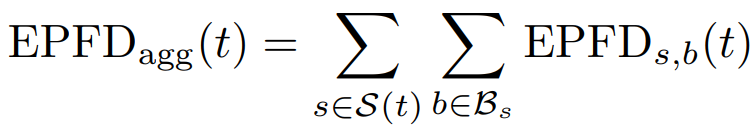 EPFD_agg(t) = ∑_{s∈𝒮(t)} ∑_{b∈ℬ_s} EPFD_{s,b}(t)